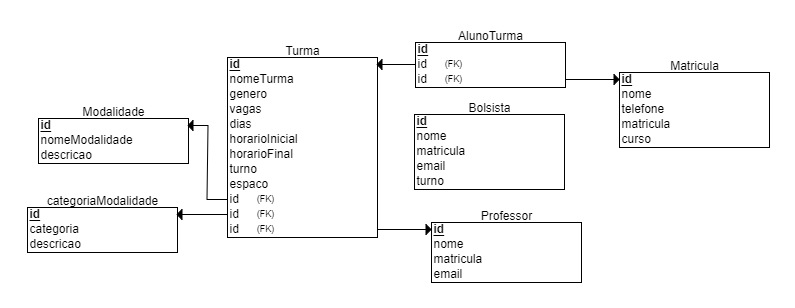 AlunoTurma
id
id (FK)
id (FK)
Turma
id
nomeTurma
genero
vagas
dias
horarioInicial
horarioFinal
turno
espaco
id (FK)
id (FK)
id (FK)
Matricula
id
nome
telefone
matricula
curso
Modalidade
id
nomeModalidade
descricao
Bolsista
id
nome
matricula
email
turno
categoriaModalidade
id
categoria
descricao
Professor
id
nome
matricula
email